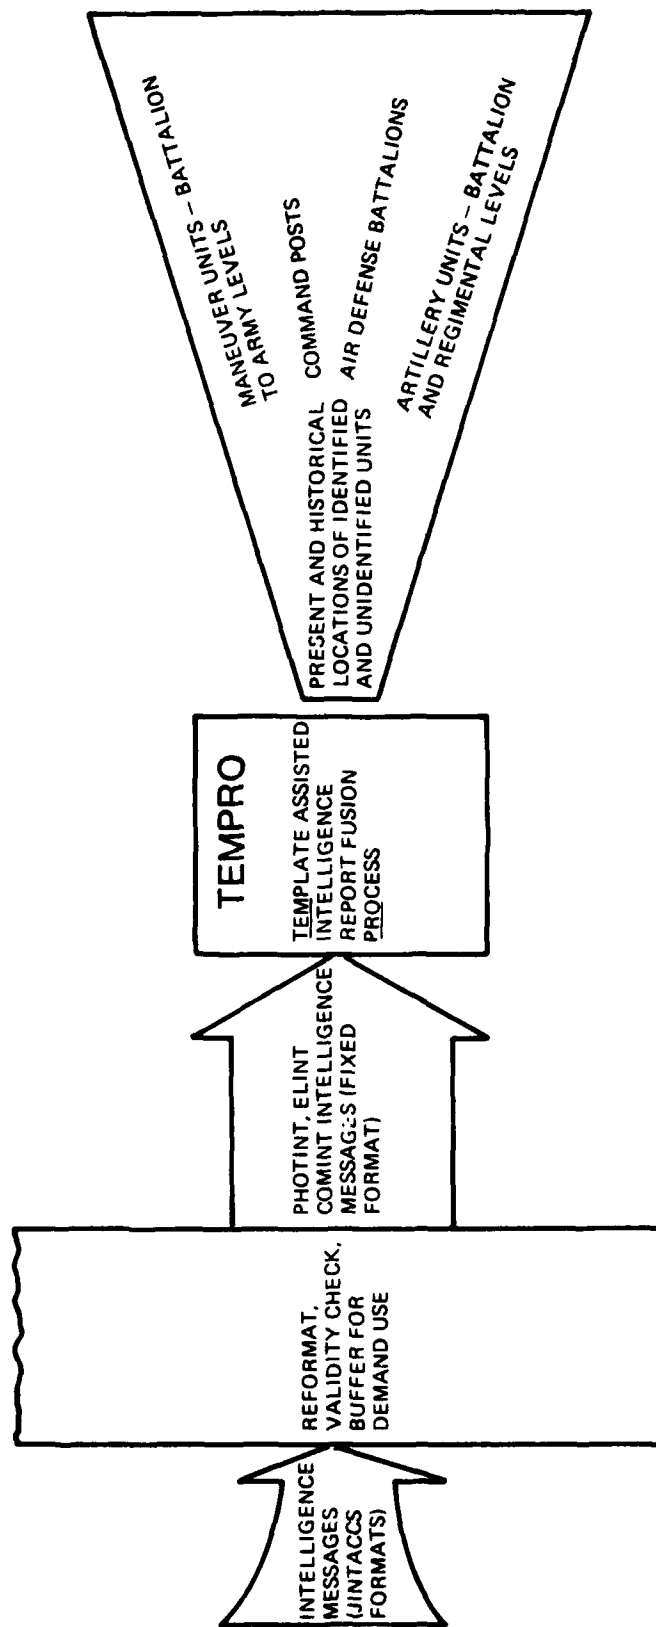 INTELLIGENCE
MESSAGES
(JINTACCS
FORMATS)
REFORMAT,
VALIDITY CHECK,
BUFFER FOR
DEMAND USE
PHOTINT, ELINT
COMINT INTELLIGENCE
MESSAGES (FIXED
FORMAT)
TEMPRO
TEMPLATE ASSISTED
INTELLIGENCE
REPORT FUSION
PROCESS
PRESENT AND HISTORICAL
LOCATIONS OF IDENTIFIED
AND UNIDENTIFIED UNITS
MANEUVER UNITS – BATTALION
TO ARMY LEVELS
COMMAND POSTS
AIR DEFENSE BATTALIONS
ARTILLERY UNITS – BATTALION
AND REGIMENTAL LEVELS